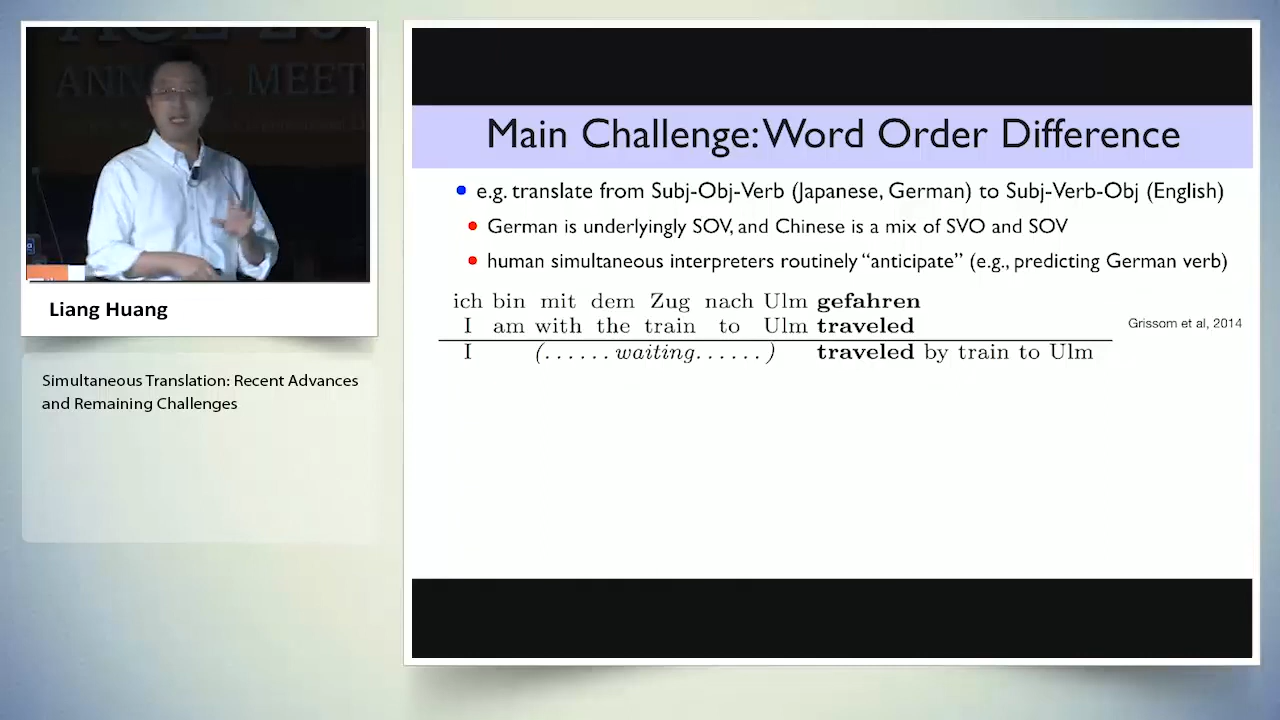 ANNUAL MEET
Liang Huang
Simultaneous Translation: Recent Advances
and Remaining Challenges
Main Challenge: Word Order Difference
e.g. translate from Subj-Obj-Verb (Japanese, German) to Subj-Verb-Obj (English)
German is underlyingly SOV, and Chinese is a mix of SVO and SOV
human simultaneous interpreters routinely “anticipate” (e.g., predicting German verb)
ich bin mit dem Zug nach Ulm gefahren
I am with the train to Ulm traveled
Grissom et al, 2014
I (......waiting......) traveled by train to Ulm